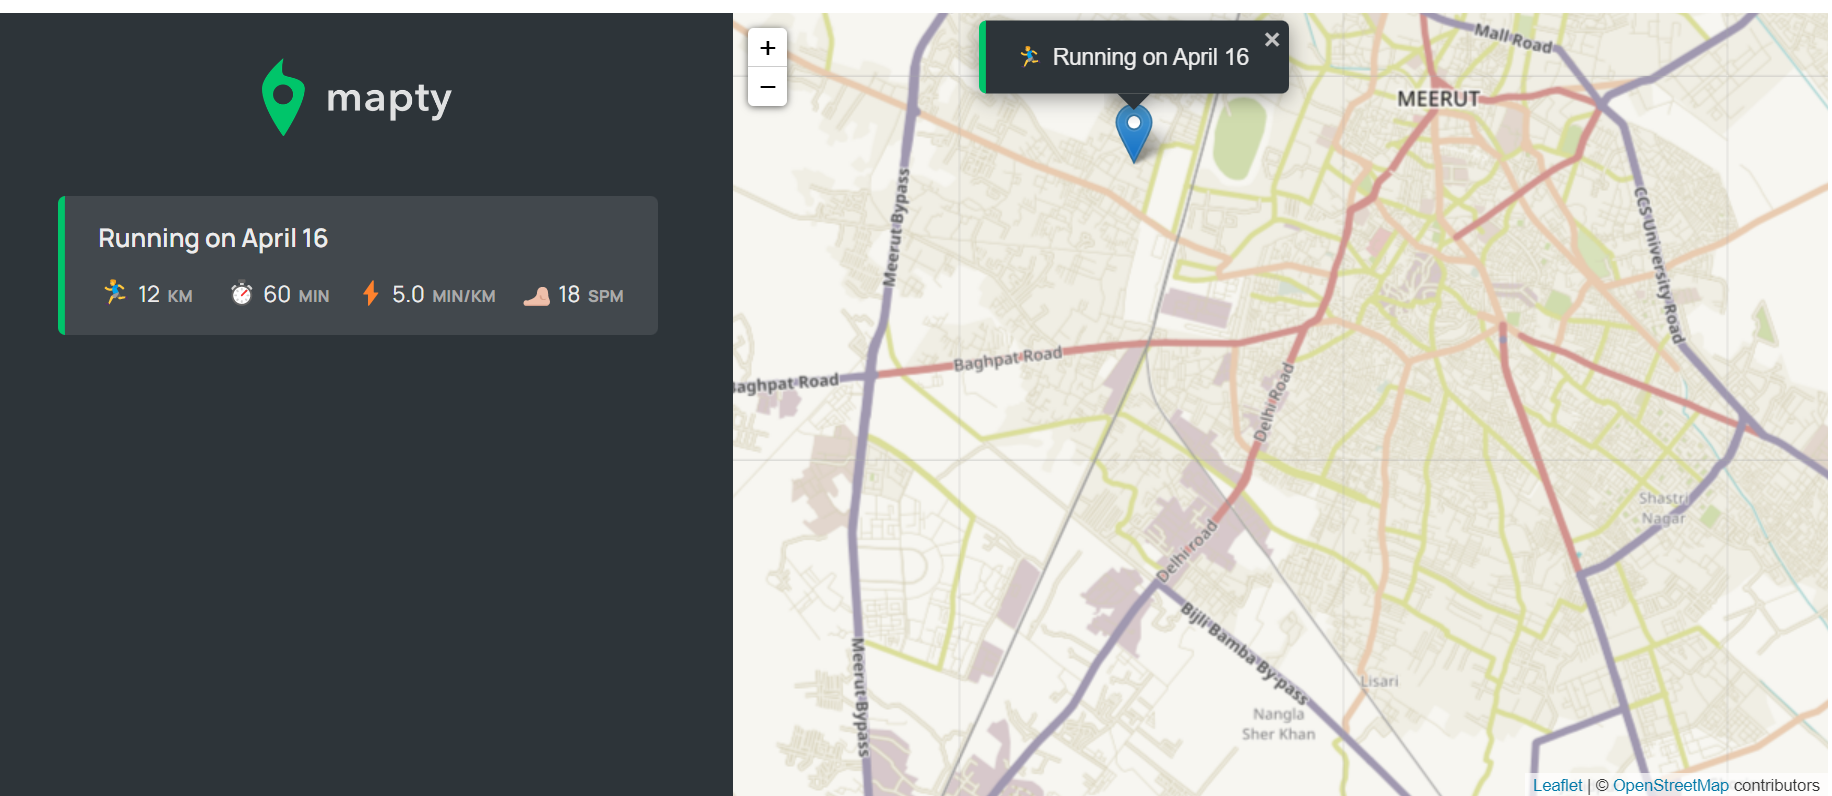 mapty
Running on April 16
12 KM 60 MIN 5.0 MIN/KM 18 SPM
+
−
Running on April 16 ×
Mall Road
MEERUT
Meerut Bypass
CCS University Road
Baghpat Road
Baghpat Road
Delhi Road
Shastri
Nagar
Delhi road
Bijli Bamba By-pass
Meerut Bypass
Lisari
Nangla
Sher Khan
Leaflet | © OpenStreetMap contributors